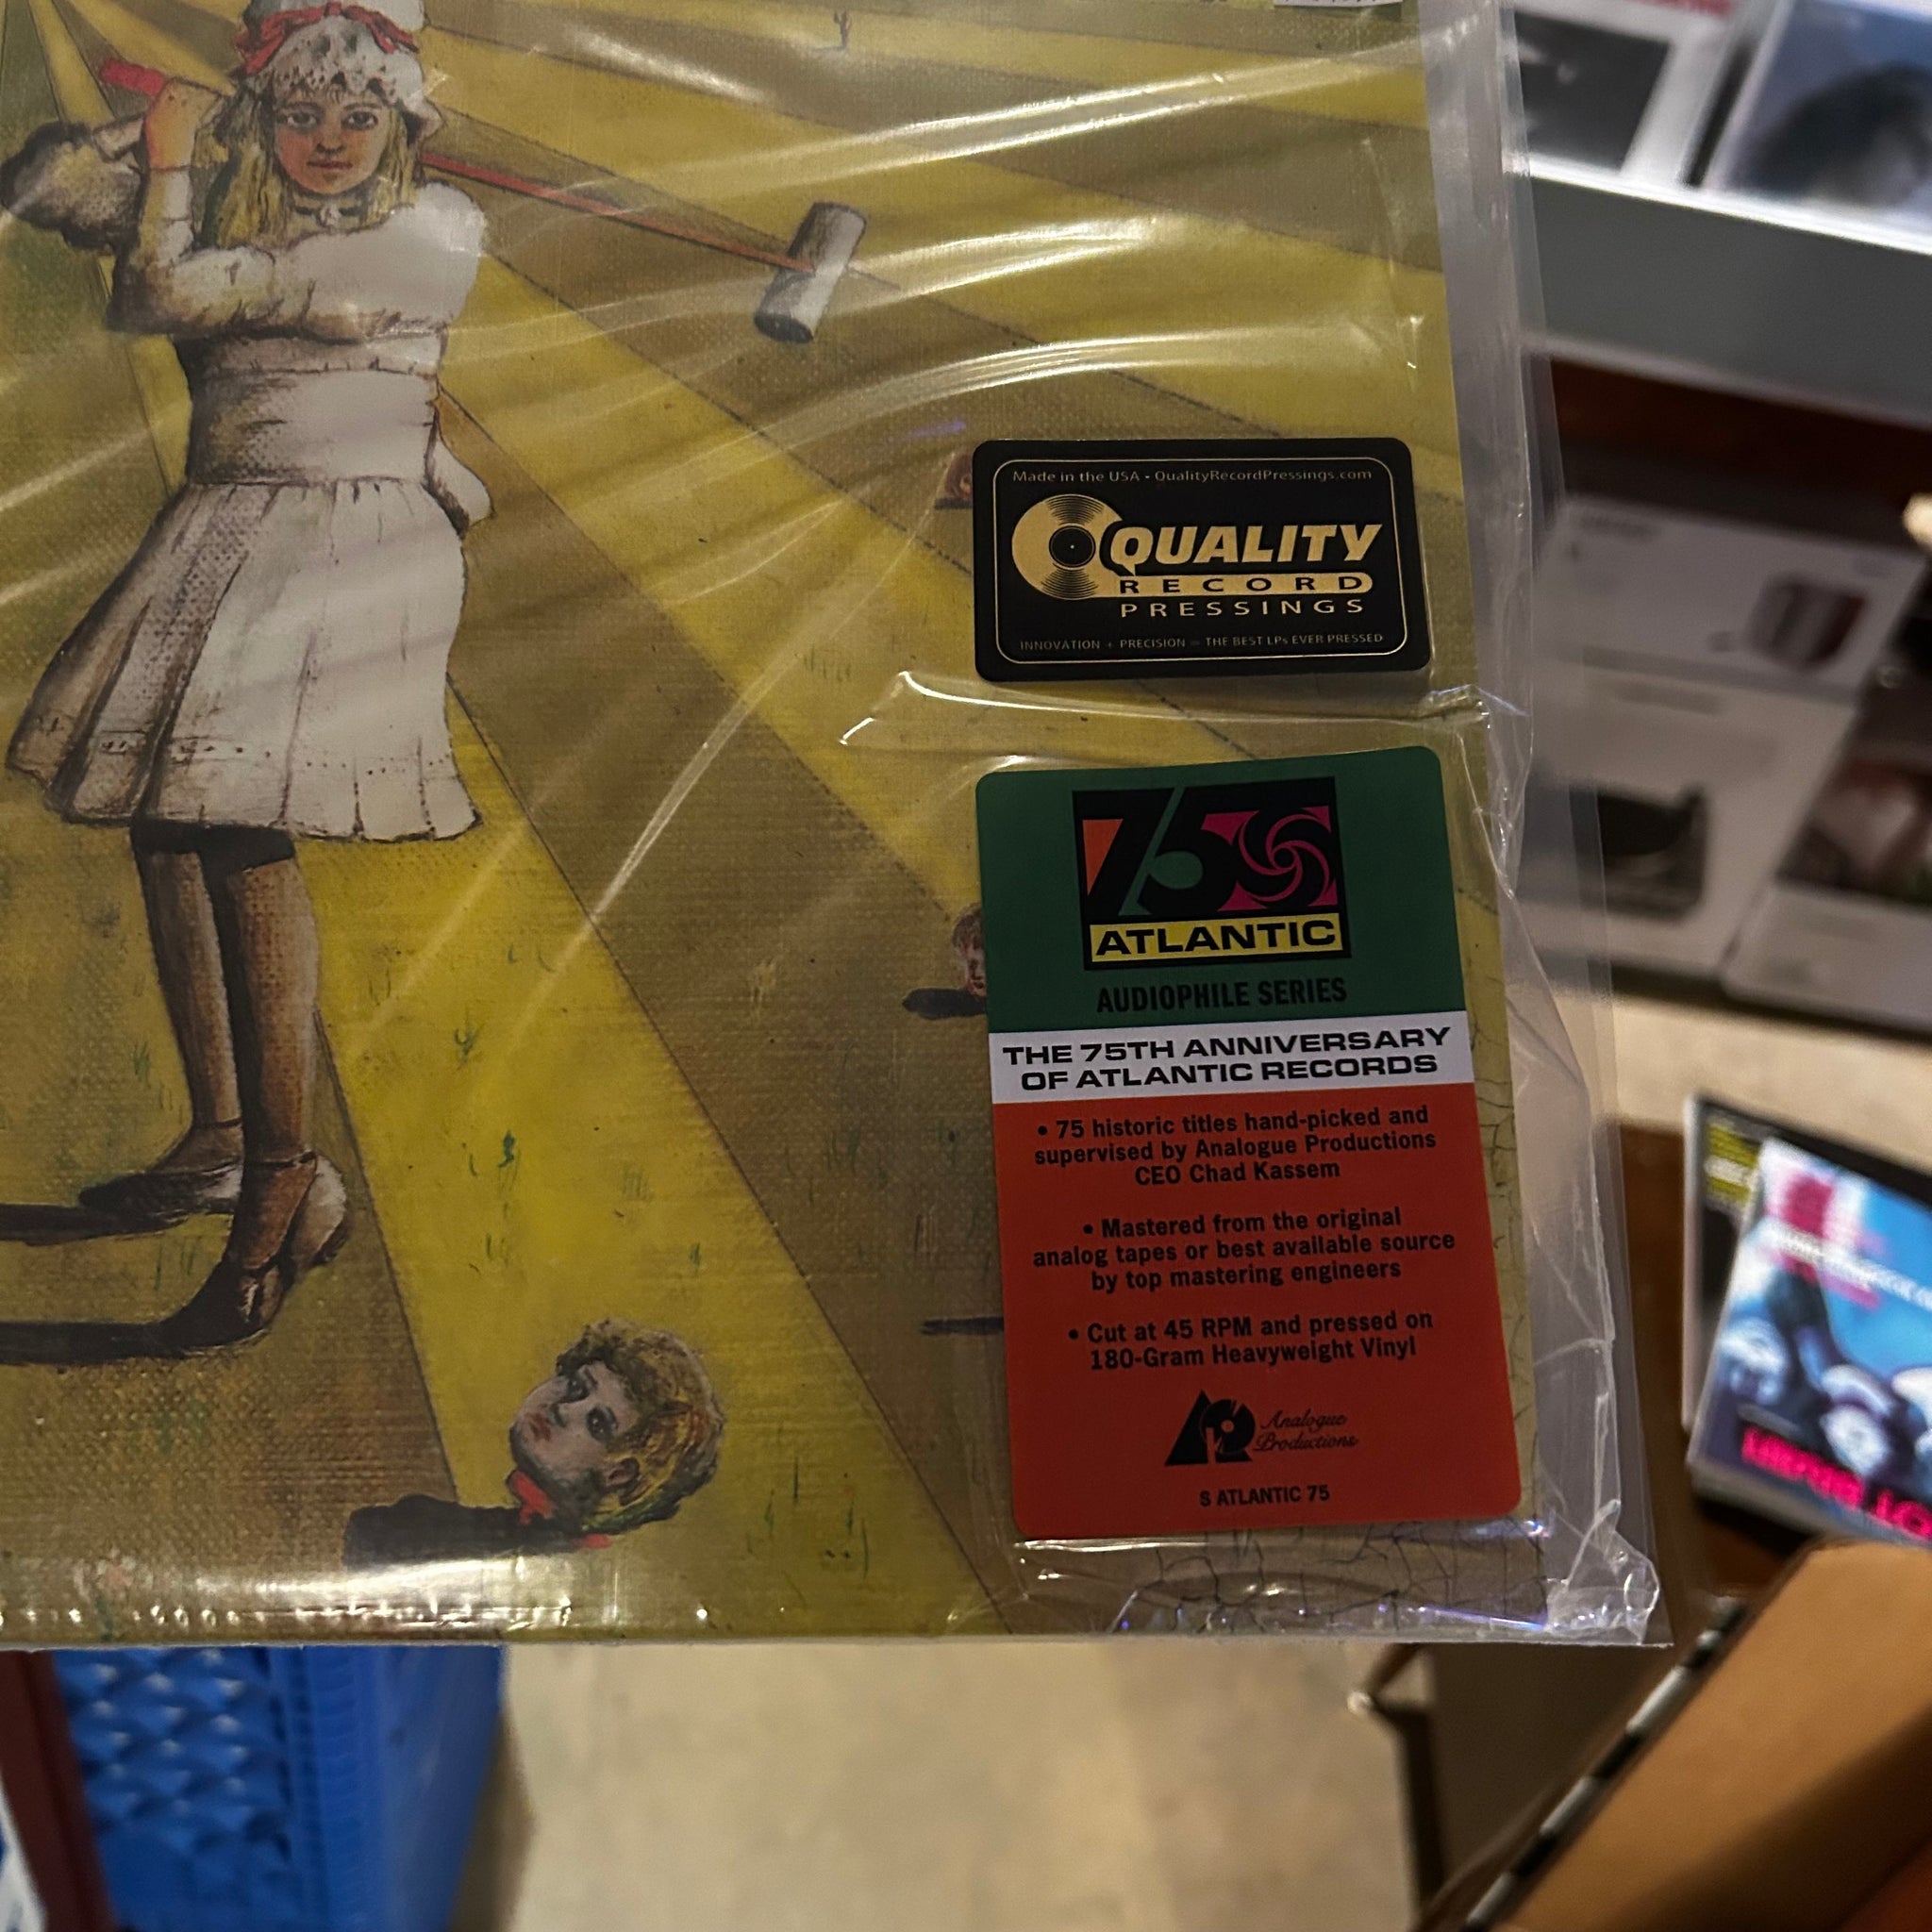 Made in the USA • QualityRecordPressings.com
QUALITY
RECORD
PRESSINGS
INNOVATION + PRECISION = THE BEST LPs EVER PRESSED
75
ATLANTIC
AUDIOPHILE SERIES
THE 75TH ANNIVERSARY
OF ATLANTIC RECORDS
• 75 historic titles hand-picked and
supervised by Analogue Productions
CEO Chad Kassem
• Mastered from the original
analog tapes or best available source
by top mastering engineers
• Cut at 45 RPM and pressed on
180-Gram Heavyweight Vinyl
Analogue
Productions
S ATLANTIC 75